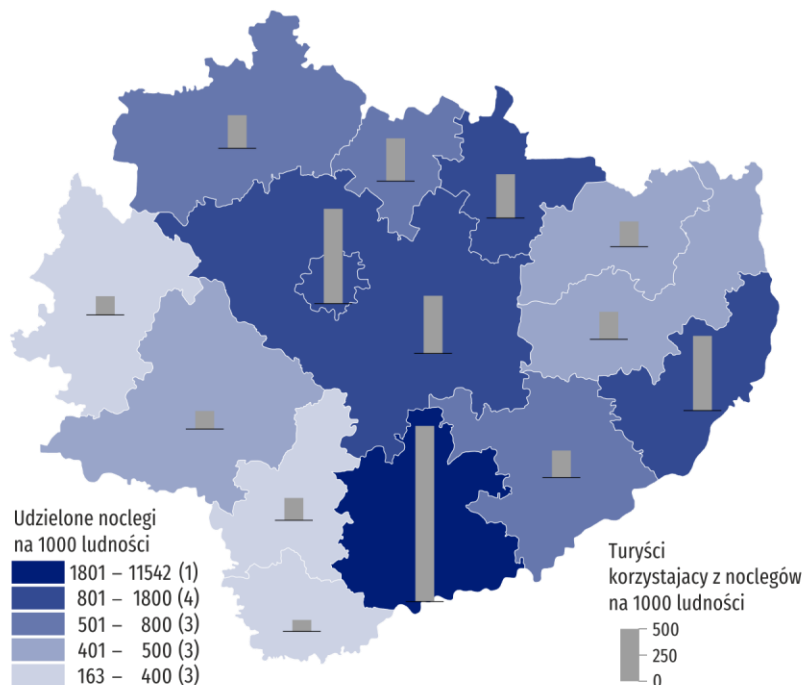 Udzielone noclegi
na 1000 ludności
1801 – 11542 (1)
801 – 1800 (4)
501 – 800 (3)
401 – 500 (3)
163 – 400 (3)
Turyści
korzystajacy z noclegów
na 1000 ludności
500
250
0